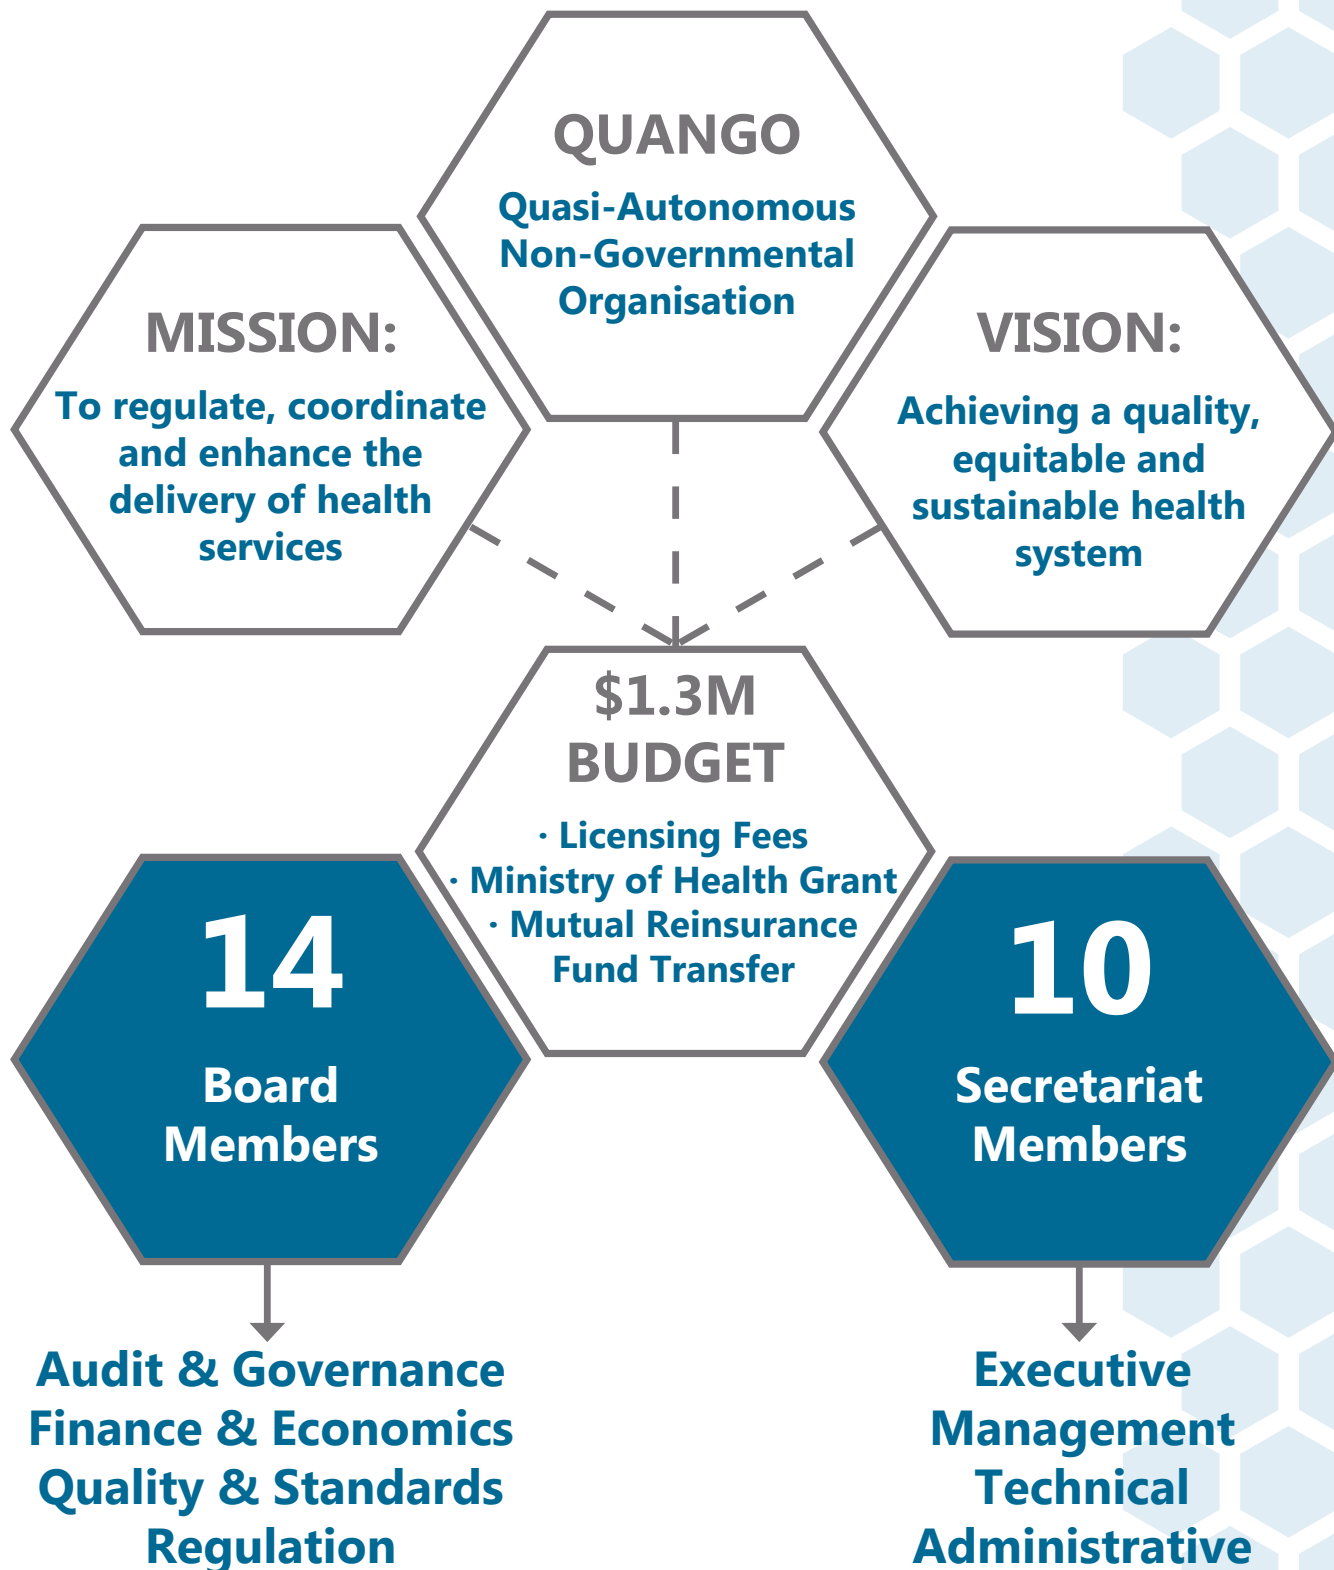 QUANGO
Quasi-Autonomous
Non-Governmental
Organisation
MISSION:
To regulate, coordinate
and enhance the
delivery of health
services
VISION:
Achieving a quality,
equitable and
sustainable health
system
$1.3M
BUDGET
· Licensing Fees
· Ministry of Health Grant
· Mutual Reinsurance
Fund Transfer
14
Board
Members
10
Secretariat
Members
Audit & Governance
Finance & Economics
Quality & Standards
Regulation
Executive
Management
Technical
Administrative